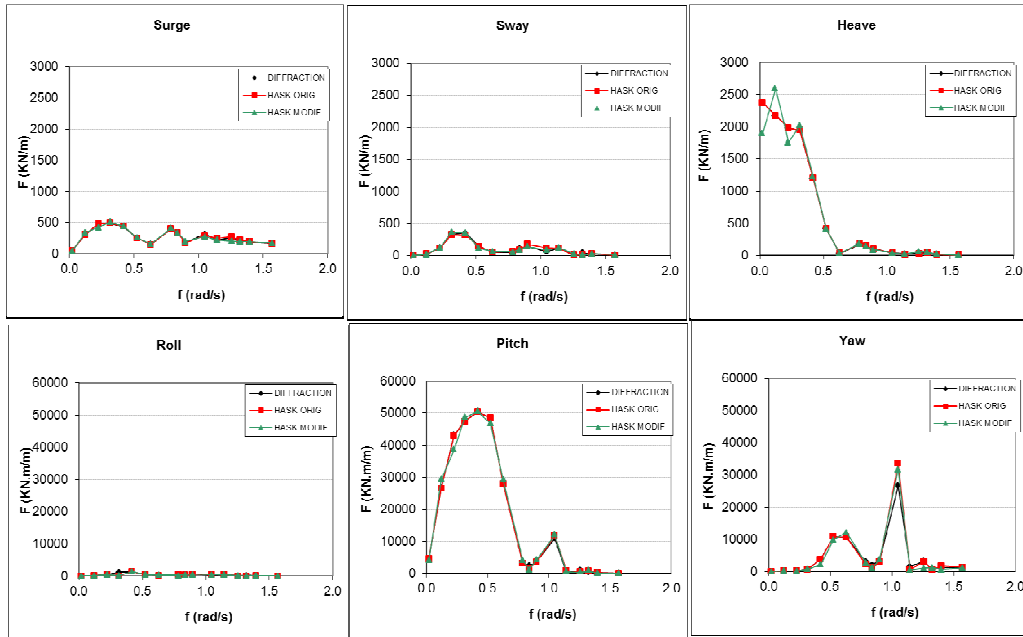 Surge
3000
2500
2000
1500
1000
500
0
F (KN/m)
0.0 0.5 1.0 1.5 2.0
f (rad/s)
DIFFRACTION
HASK ORIG
HASK MODIF
Sway
3000
2500
2000
1500
1000
500
0
F (KN/m)
0.0 0.5 1.0 1.5 2.0
f (rad/s)
DIFFRACTION
HASK ORIG
HASK MODIF
Heave
3000
2500
2000
1500
1000
500
0
F (KN/m)
0.0 0.5 1.0 1.5 2.0
f (rad/s)
DIFFRACTION
HASK ORIG
HASK MODIF
Roll
60000
50000
40000
30000
20000
10000
0
F (KN.m/m)
0.0 0.5 1.0 1.5 2.0
f (rad/s)
DIFFRACTION
HASK ORIG
HASK MODIF
Pitch
60000
50000
40000
30000
20000
10000
0
F (KN.m/m)
0.0 0.5 1.0 1.5 2.0
f (rad/s)
DIFFRACTION
HASK ORIG
HASK MODIF
Yaw
60000
50000
40000
30000
20000
10000
0
F (KN.m/m)
0.0 0.5 1.0 1.5 2.0
f (rad/s)
DIFFRACTION
HASK ORIG
HASK MODIF